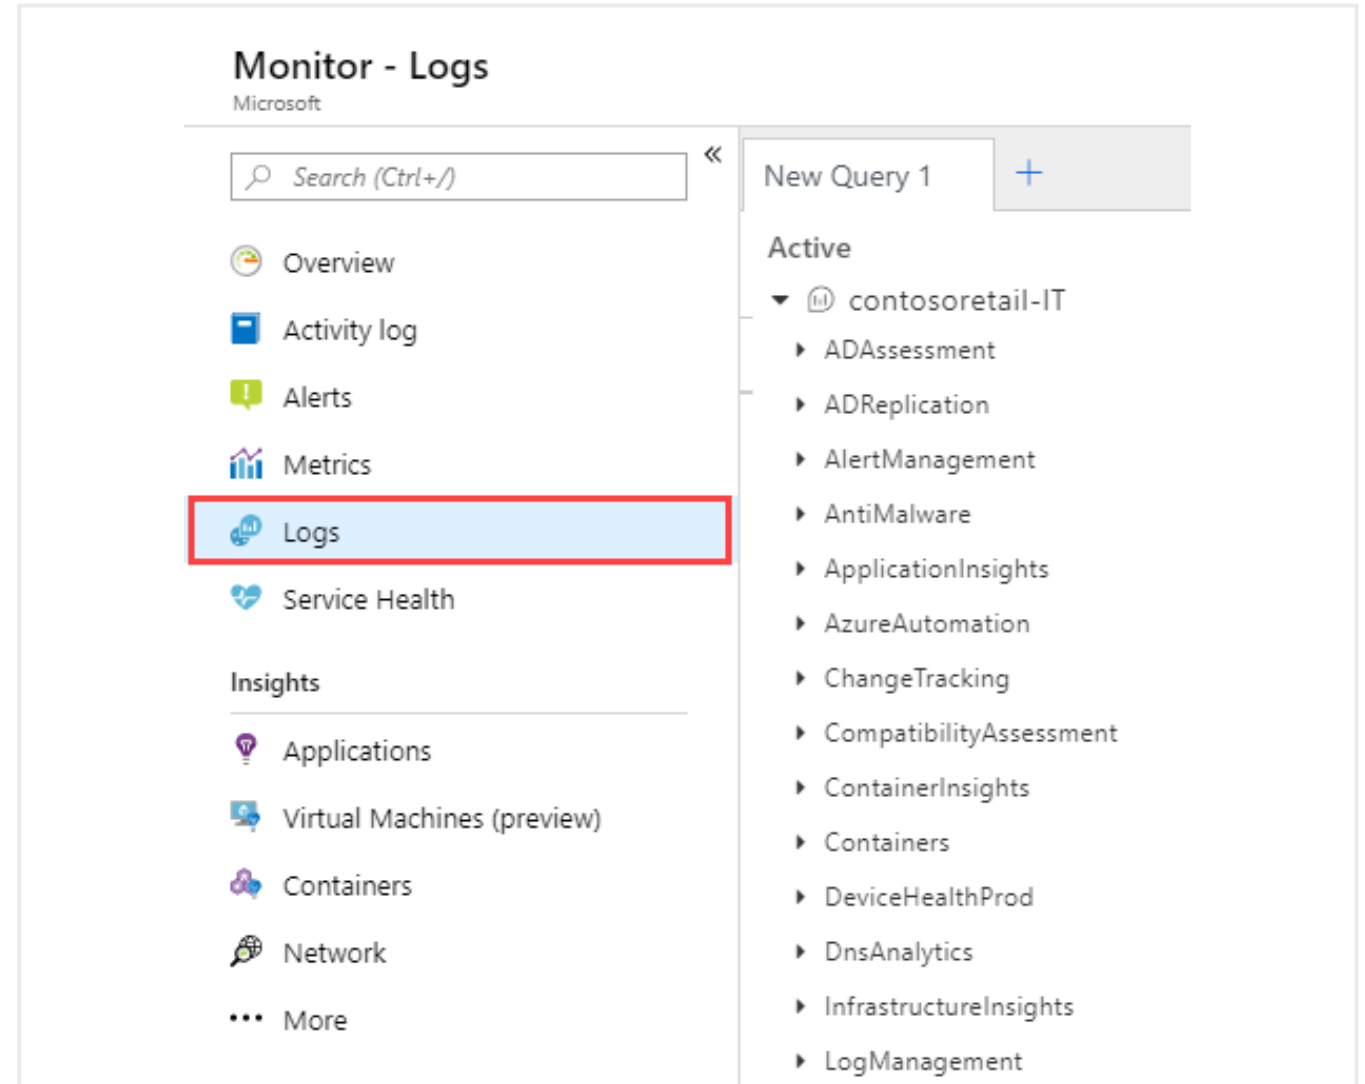 Monitor - Logs
Microsoft
Search (Ctrl+/)
Overview
Activity log
Alerts
Metrics
Logs
Service Health
Insights
Applications
Virtual Machines (preview)
Containers
Network
More
New Query 1
Active
contosoretail-IT
ADAssessment
ADReplication
AlertManagement
AntiMalware
ApplicationInsights
AzureAutomation
ChangeTracking
CompatibilityAssessment
ContainerInsights
Containers
DeviceHealthProd
DnsAnalytics
InfrastructureInsights
LogManagement